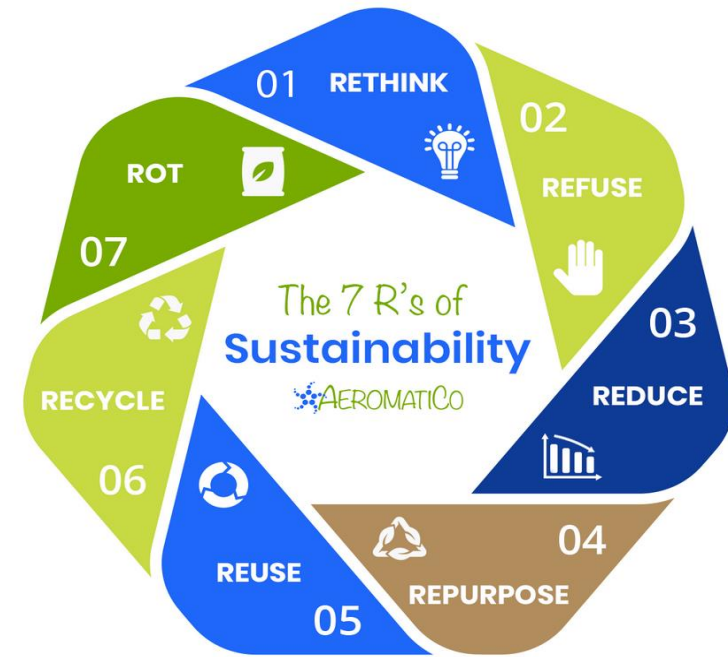 The 7 R's of
Sustainability
AEROMATICO
01 RETHINK
02
REFUSE
03
REDUCE
04
REPURPOSE
REUSE
05
RECYCLE
06
ROT
07